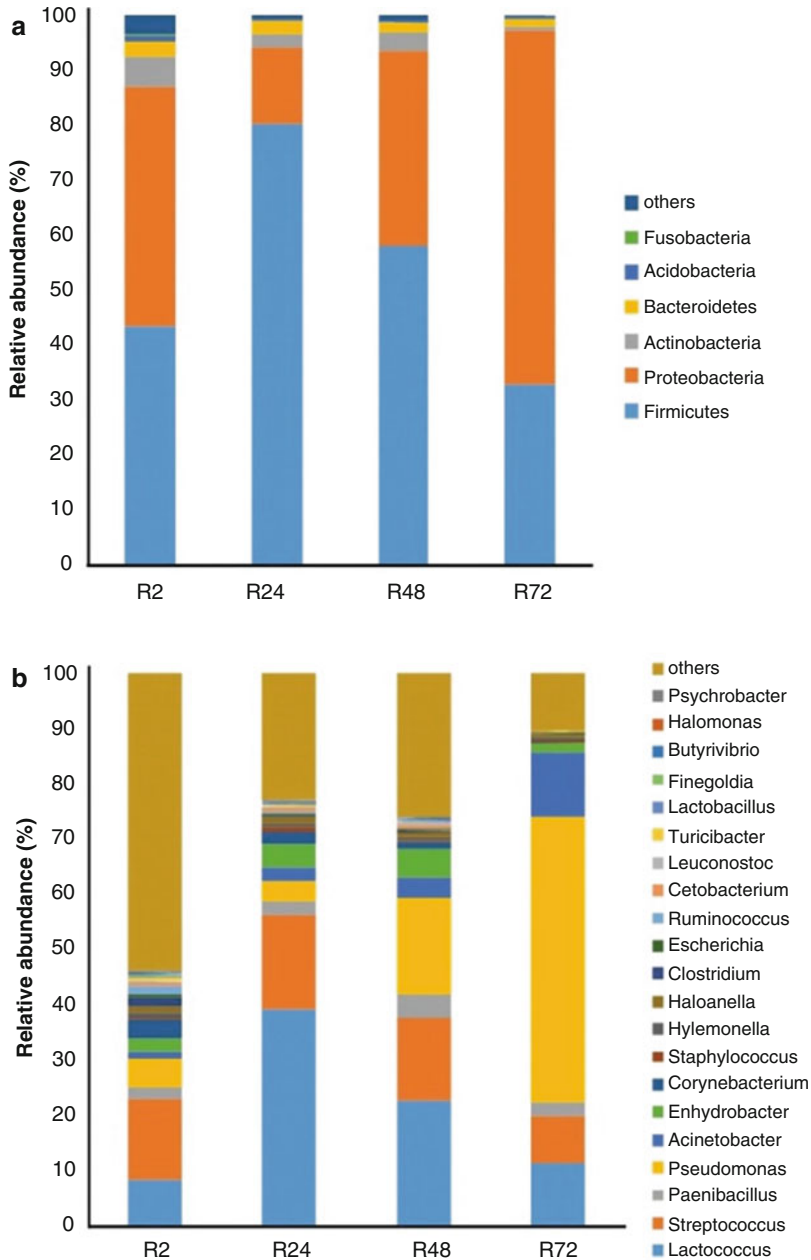 a
Relative abundance (%)
100
90
80
70
60
50
40
30
20
10
0
R2 R24 R48 R72
others
Fusobacteria
Acidobacteria
Bacteroidetes
Actinobacteria
Proteobacteria
Firmicutes
b
Relative abundance (%)
100
90
80
70
60
50
40
30
20
10
0
R2 R24 R48 R72
others
Psychrobacter
Halomonas
Butyrivibrio
Finegoldia
Lactobacillus
Turicibacter
Leuconostoc
Cetobacterium
Ruminococcus
Escherichia
Clostridium
Haloanella
Hylemonella
Staphylococcus
Corynebacterium
Enhydrobacter
Acinetobacter
Pseudomonas
Paenibacillus
Streptococcus
Lactococcus